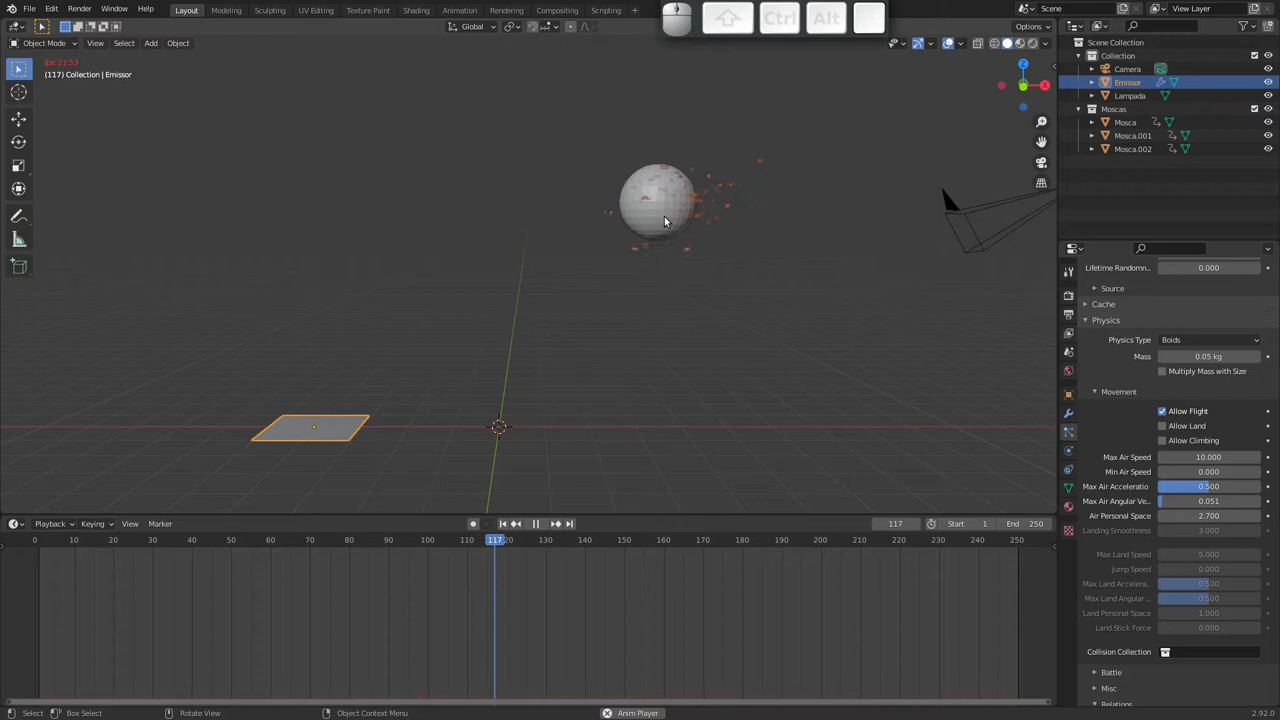 File Edit Render Window Help
Layout Modeling Sculpting UV Editing Texture Paint Shading Animation Rendering Compositing Scripting
Scene View Layer
Ctrl Alt
Global
Options
Object Mode View Select Add Object
(117) Collection | Emissor
Z
X
Scene Collection
Collection
Camera
Emissor
Lampada
Moscas
Mosca
Mosca.001
Mosca.002
Lifetime Randomn... 0.000
Source
Cache
Physics
Physics Type Boids
Mass 0.05 kg
Multiply Mass with Size
Movement
Allow Flight
Allow Land
Allow Climbing
Max Air Speed 10.000
Min Air Speed 0.000
Max Air Acceleratio 0.500
Max Air Angular Ve... 0.051
Air Personal Space 2.700
Landing Smoothness 3.000
Max Land Speed 5.000
Jump Speed 0.000
Max Land Accelera... 0.500
Max Land Angular ... 0.500
Land Personal Space 1.000
Land Stick Force 0.000
Collision Collection
Battle
Misc
Relations
Playback Keying View Marker
117 Start 1 End 250
0 10 20 30 40 50 60 70 80 90 100 117 120 130 140 150 160 170 180 190 200 210 220 230 240 250
Select Box Select Rotate View Object Context Menu Anim Player 2.92.0